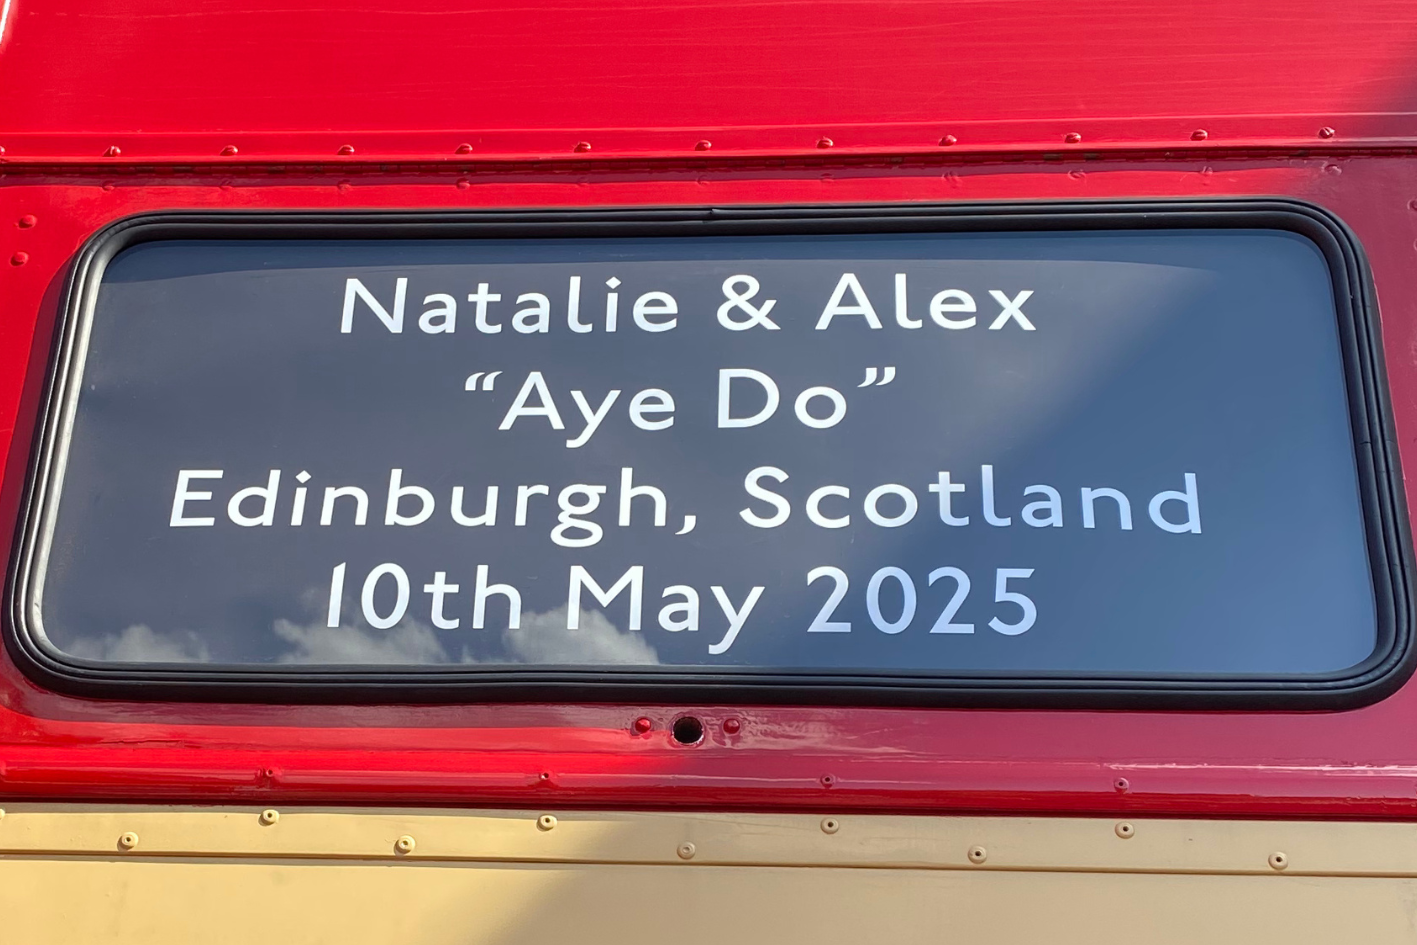 Natalie & Alex
“Aye Do”
Edinburgh, Scotland
10th May 2025